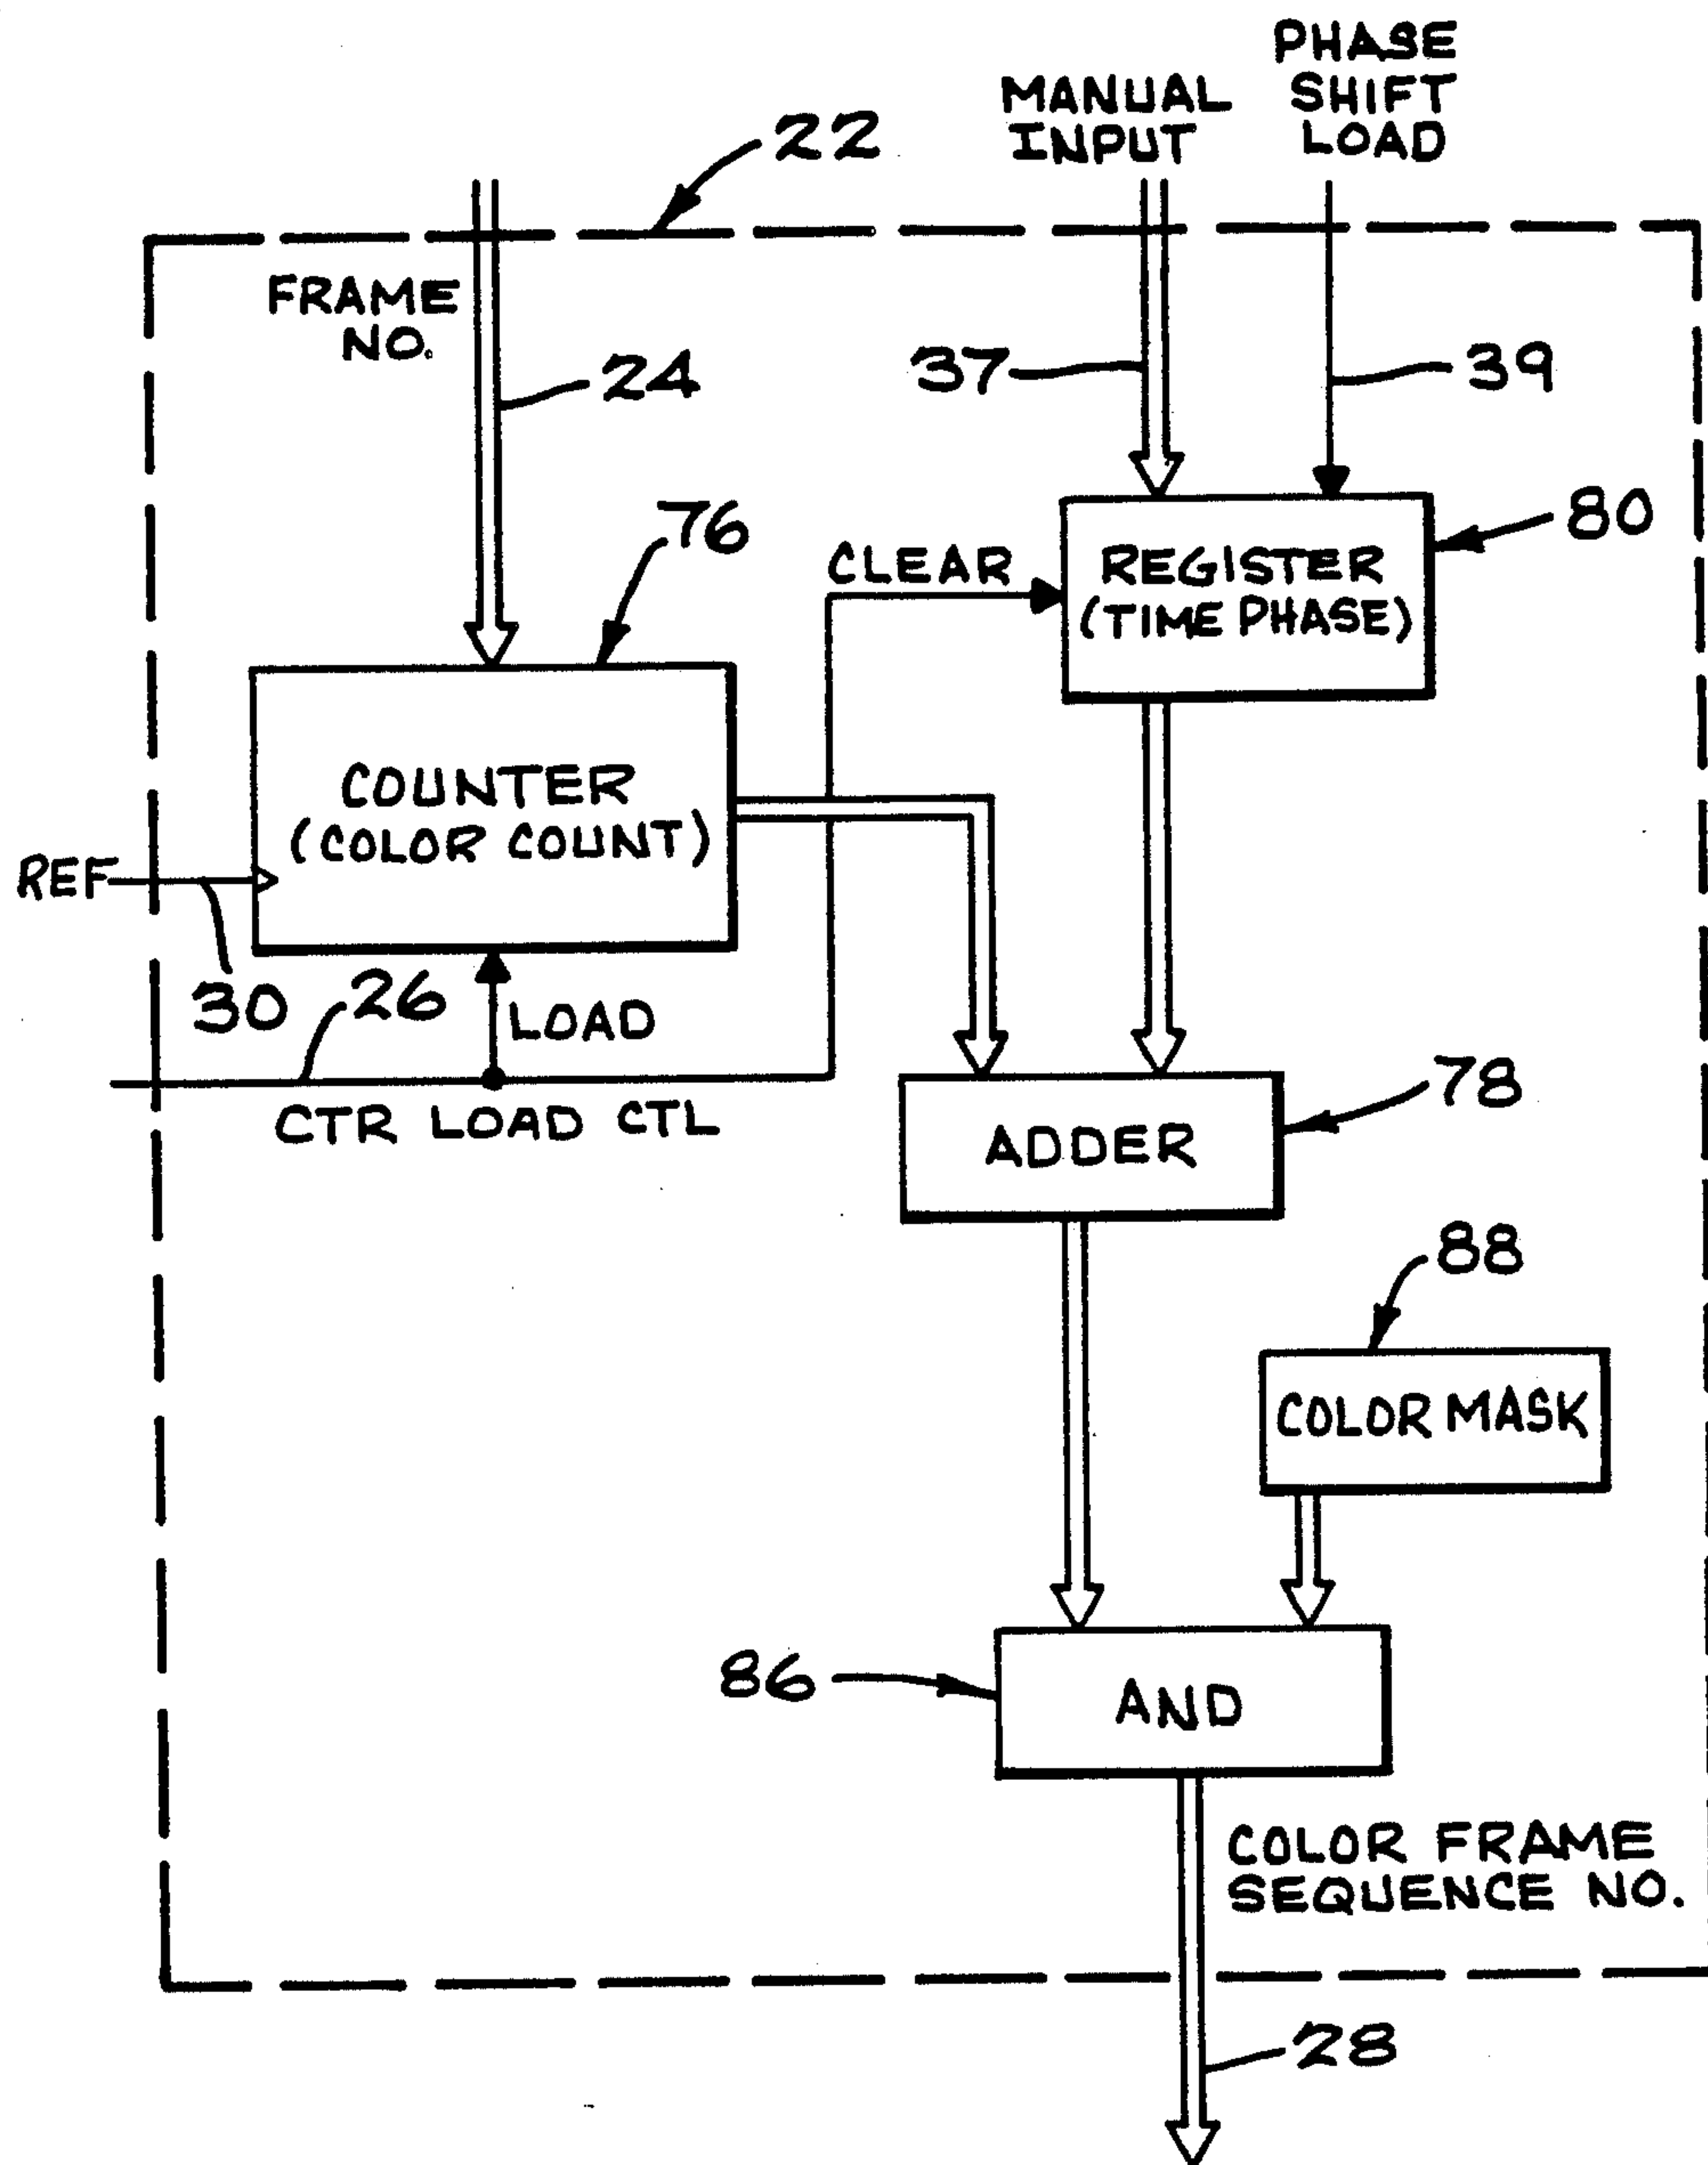 PHASE
SHIFT
LOAD
MANUAL
INPUT
22
FRAME
NO.
24
37
39
76
80
CLEAR
REGISTER
(TIME PHASE)
COUNTER
(COLOR COUNT)
REF
30
26
LOAD
CTR LOAD CTL
78
ADDER
88
COLOR MASK
86
AND
COLOR FRAME
SEQUENCE NO.
28